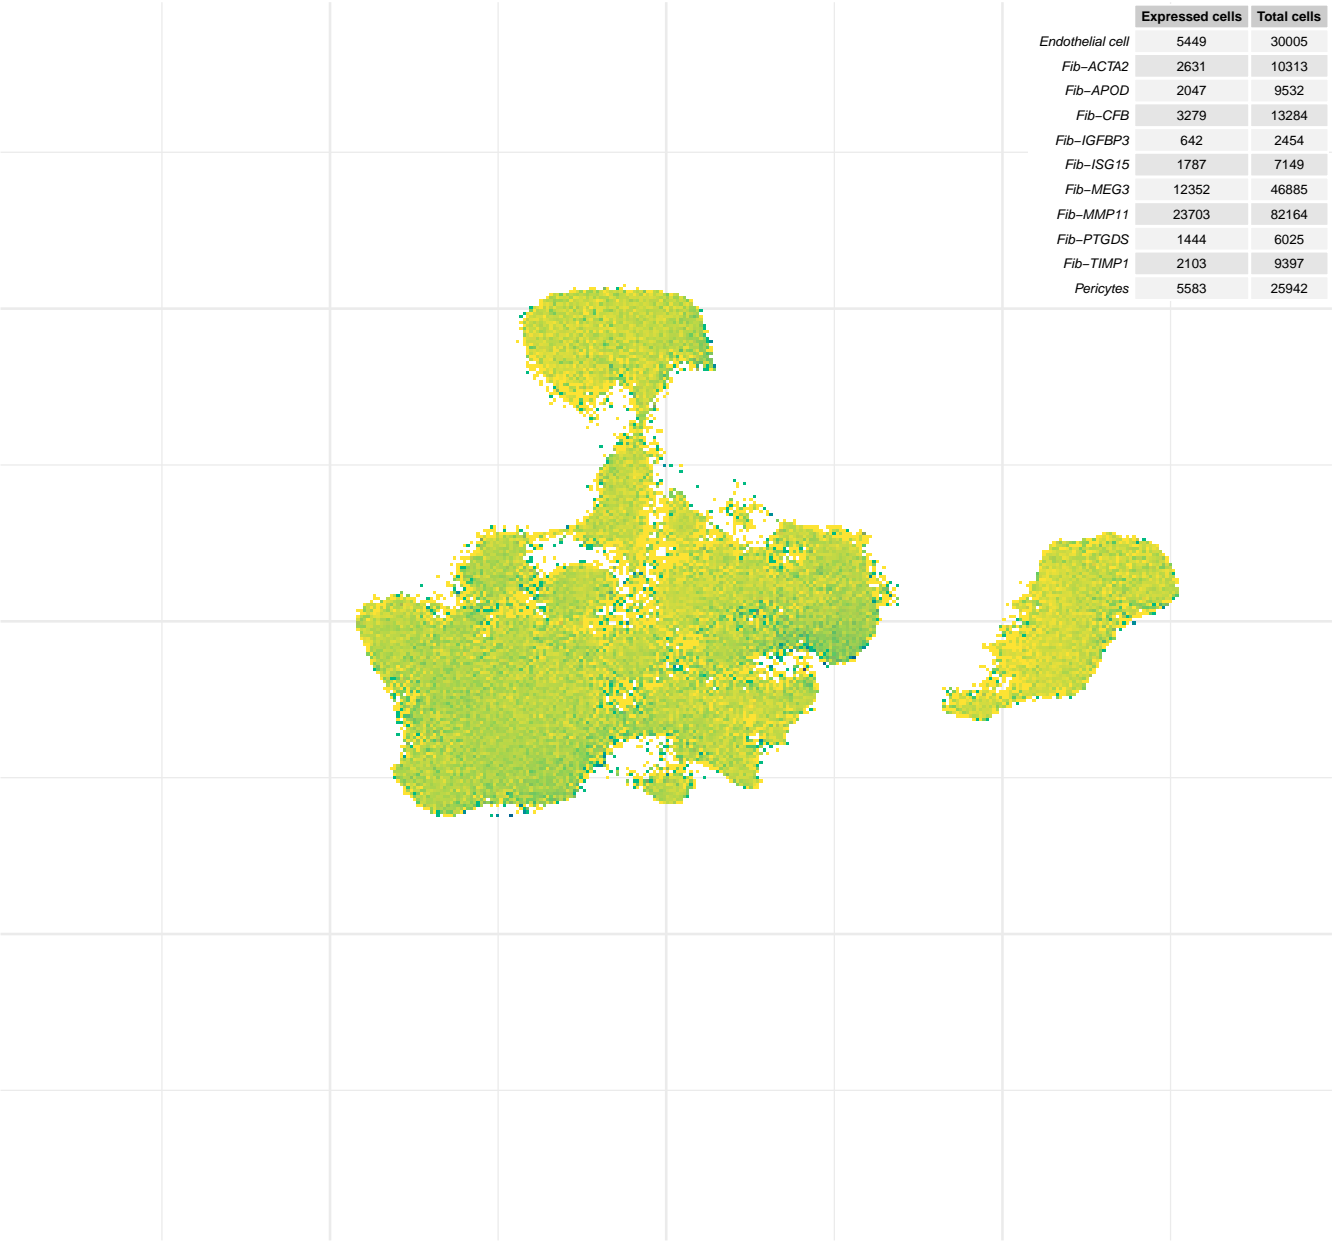 Expressed cells Total cells
Endothelial cell 5449 30005
Fib−ACTA2 2631 10313
Fib−APOD 2047 9532
Fib−CFB 3279 13284
Fib−IGFBP3 642 2454
Fib−ISG15 1787 7149
Fib−MEG3 12352 46885
Fib−MMP11 23703 82164
Fib−PTGDS 1444 6025
Fib−TIMP1 2103 9397
Pericytes 5583 25942